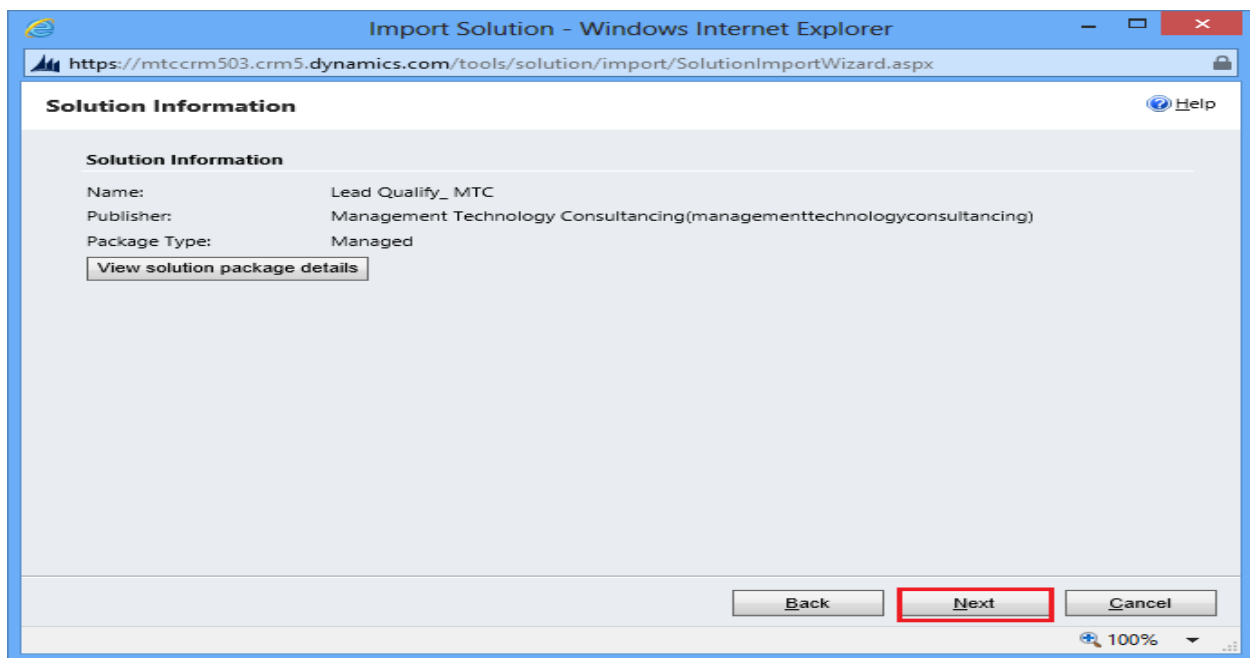 Import Solution - Windows Internet Explorer
https://mtccrm503.crm5.dynamics.com/tools/solution/import/SolutionImportWizard.aspx
Solution Information
Help
Solution Information
Name: Lead Qualify_ MTC
Publisher: Management Technology Consultancing(managementtechnologyconsultancing)
Package Type: Managed
View solution package details
Back Next Cancel
100%